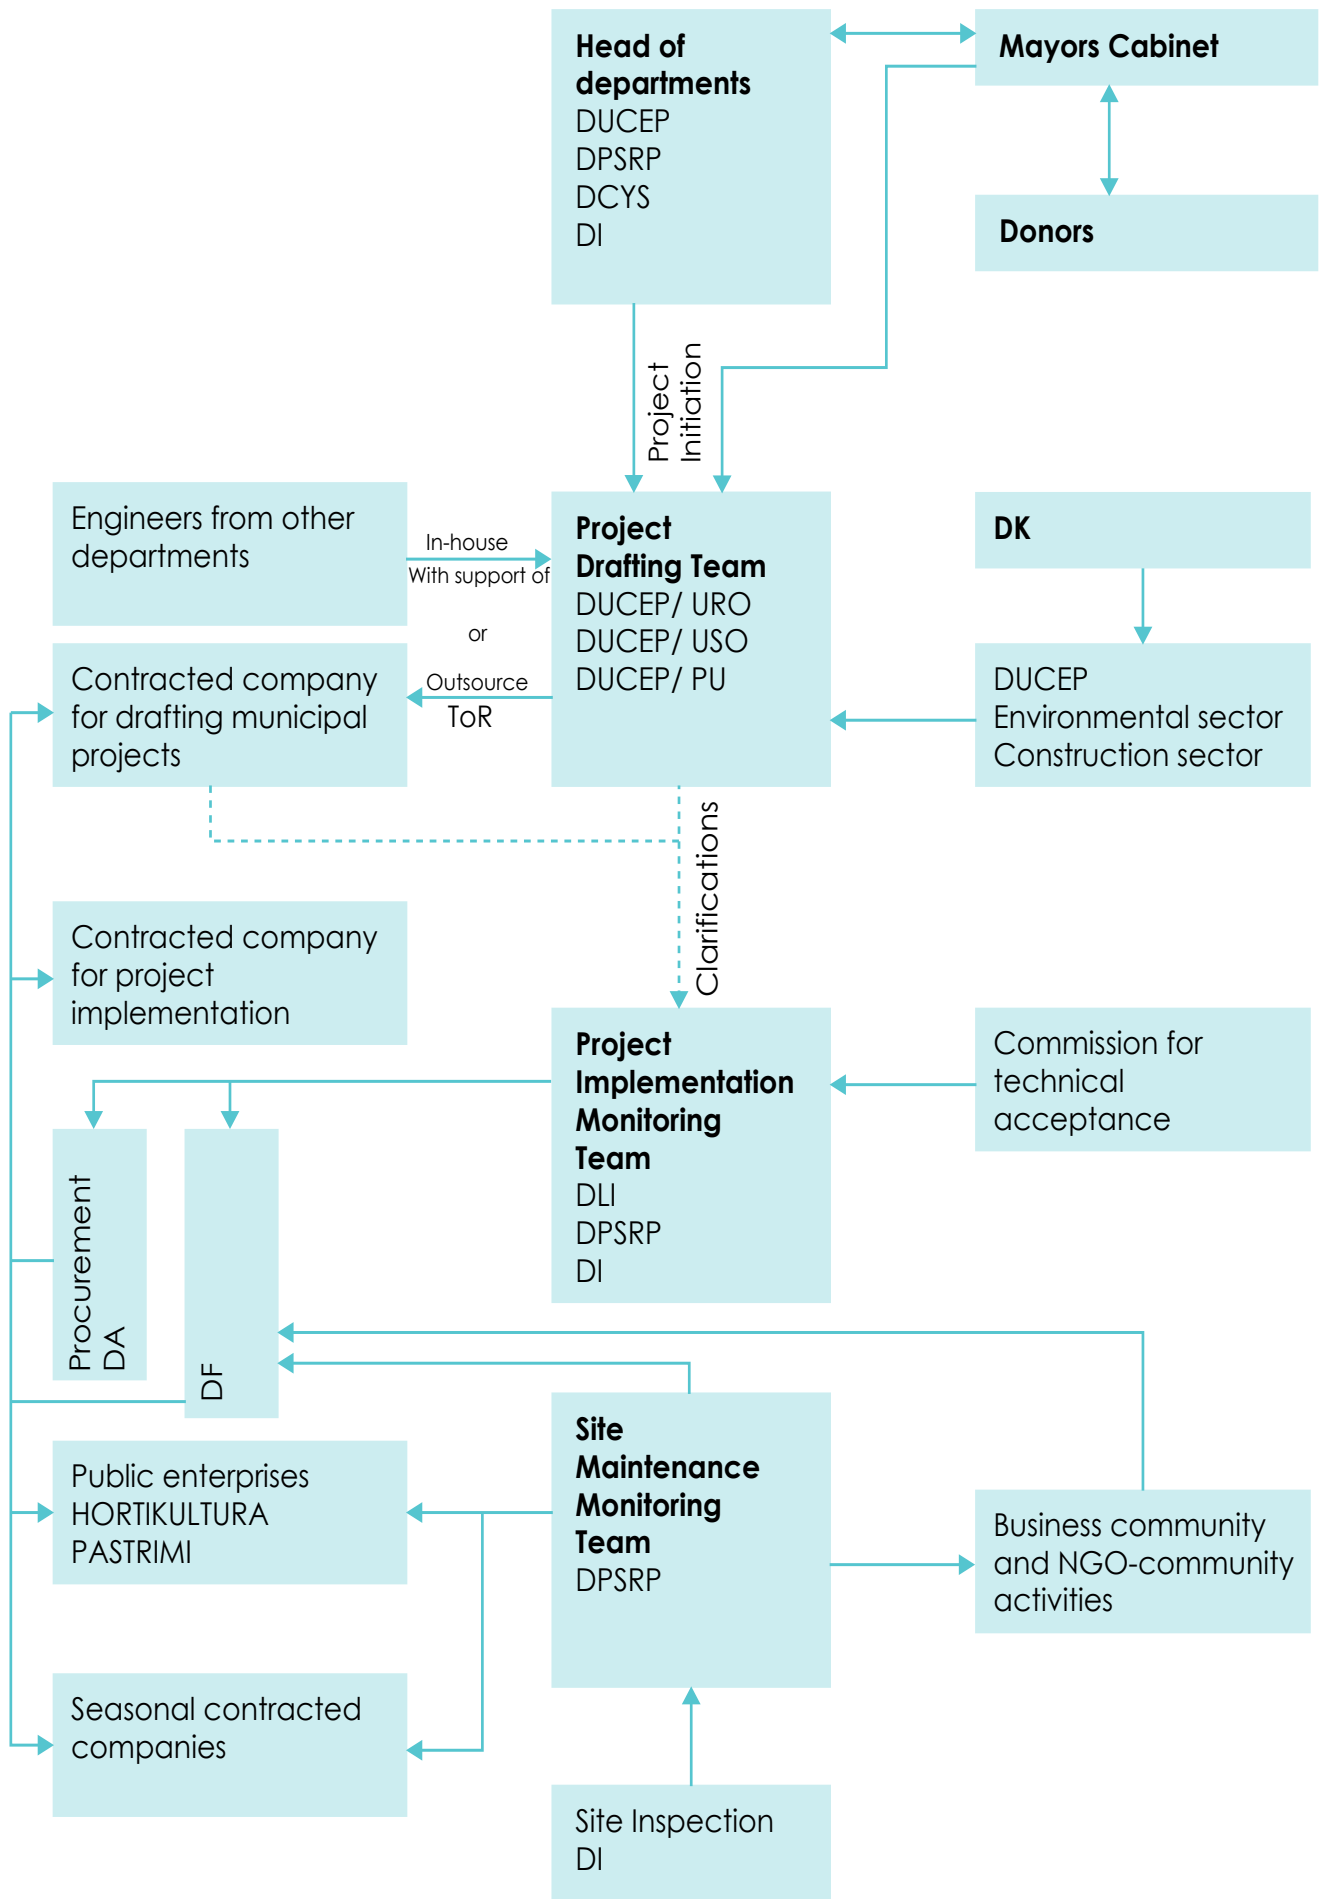 Head of
departments
DUCEP
DPSRP
DCYS
DI
Mayors Cabinet
Donors
Project
Initiation
Engineers from other
departments
In-house
With support of
or
Outsource
ToR
Project
Drafting Team
DUCEP/ URO
DUCEP/ USO
DUCEP/ PU
DK
DUCEP
Environmental sector
Construction sector
Contracted company
for drafting municipal
projects
Clarifications
Contracted company
for project
implementation
Project
Implementation
Monitoring
Team
DLI
DPSRP
DI
Commission for
technical
acceptance
Procurement
DA
DF
Public enterprises
HORTIKULTURA
PASTRIMI
Site
Maintenance
Monitoring
Team
DPSRP
Business community
and NGO-community
activities
Seasonal contracted
companies
Site Inspection
DI